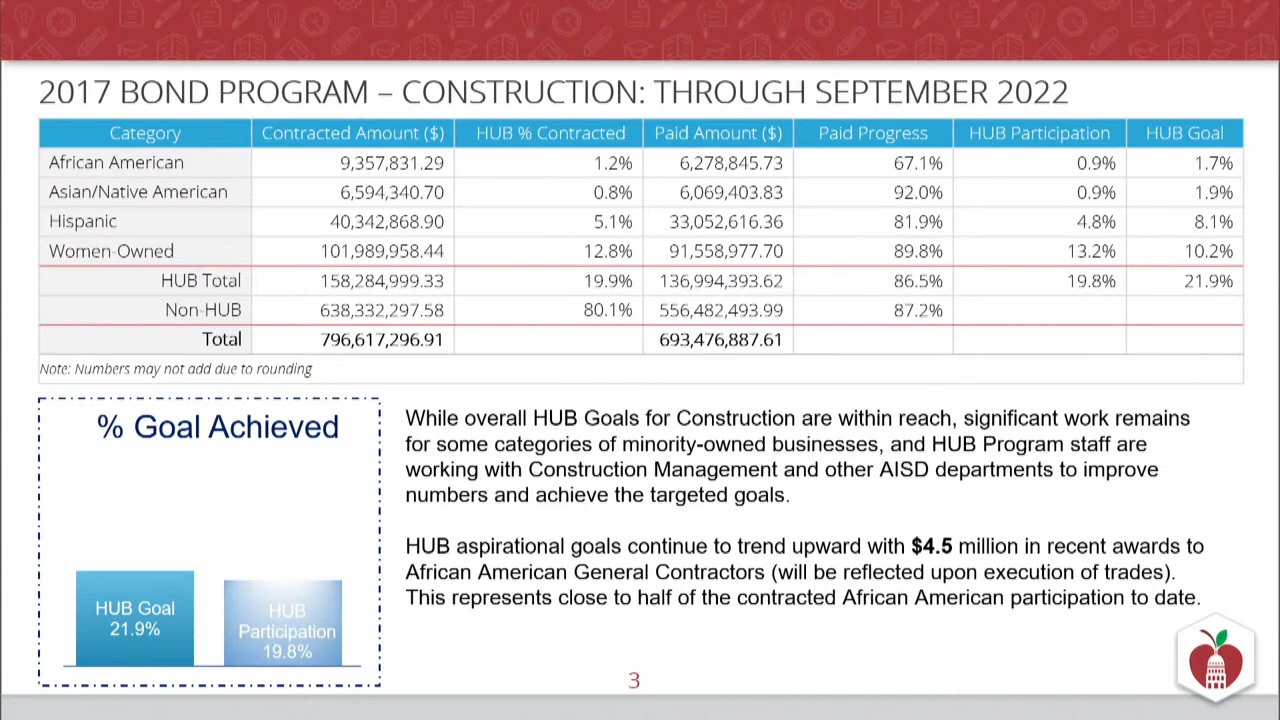 2017 BOND PROGRAM – CONSTRUCTION: THROUGH SEPTEMBER 2022
Category Contracted Amount ($) HUB % Contracted Paid Amount ($) Paid Progress HUB Participation HUB Goal
African American 9,357,831.29 1.2% 6,278,845.73 67.1% 0.9% 1.7%
Asian/Native American 6,594,340.70 0.8% 6,069,403.83 92.0% 0.9% 1.9%
Hispanic 40,342,868.90 5.1% 33,052,616.36 81.9% 4.8% 8.1%
Women-Owned 101,989,958.44 12.8% 91,558,977.70 89.8% 13.2% 10.2%
HUB Total 158,284,999.33 19.9% 136,994,393.62 86.5% 19.8% 21.9%
Non-HUB 638,332,297.58 80.1% 556,482,493.99 87.2%
Total 796,617,296.91 693,476,887.61
Note: Numbers may not add due to rounding
% Goal Achieved
HUB Goal
21.9%
HUB
Participation
19.8%
While overall HUB Goals for Construction are within reach, significant work remains
for some categories of minority-owned businesses, and HUB Program staff are
working with Construction Management and other AISD departments to improve
numbers and achieve the targeted goals.
HUB aspirational goals continue to trend upward with $4.5 million in recent awards to
African American General Contractors (will be reflected upon execution of trades).
This represents close to half of the contracted African American participation to date.
3